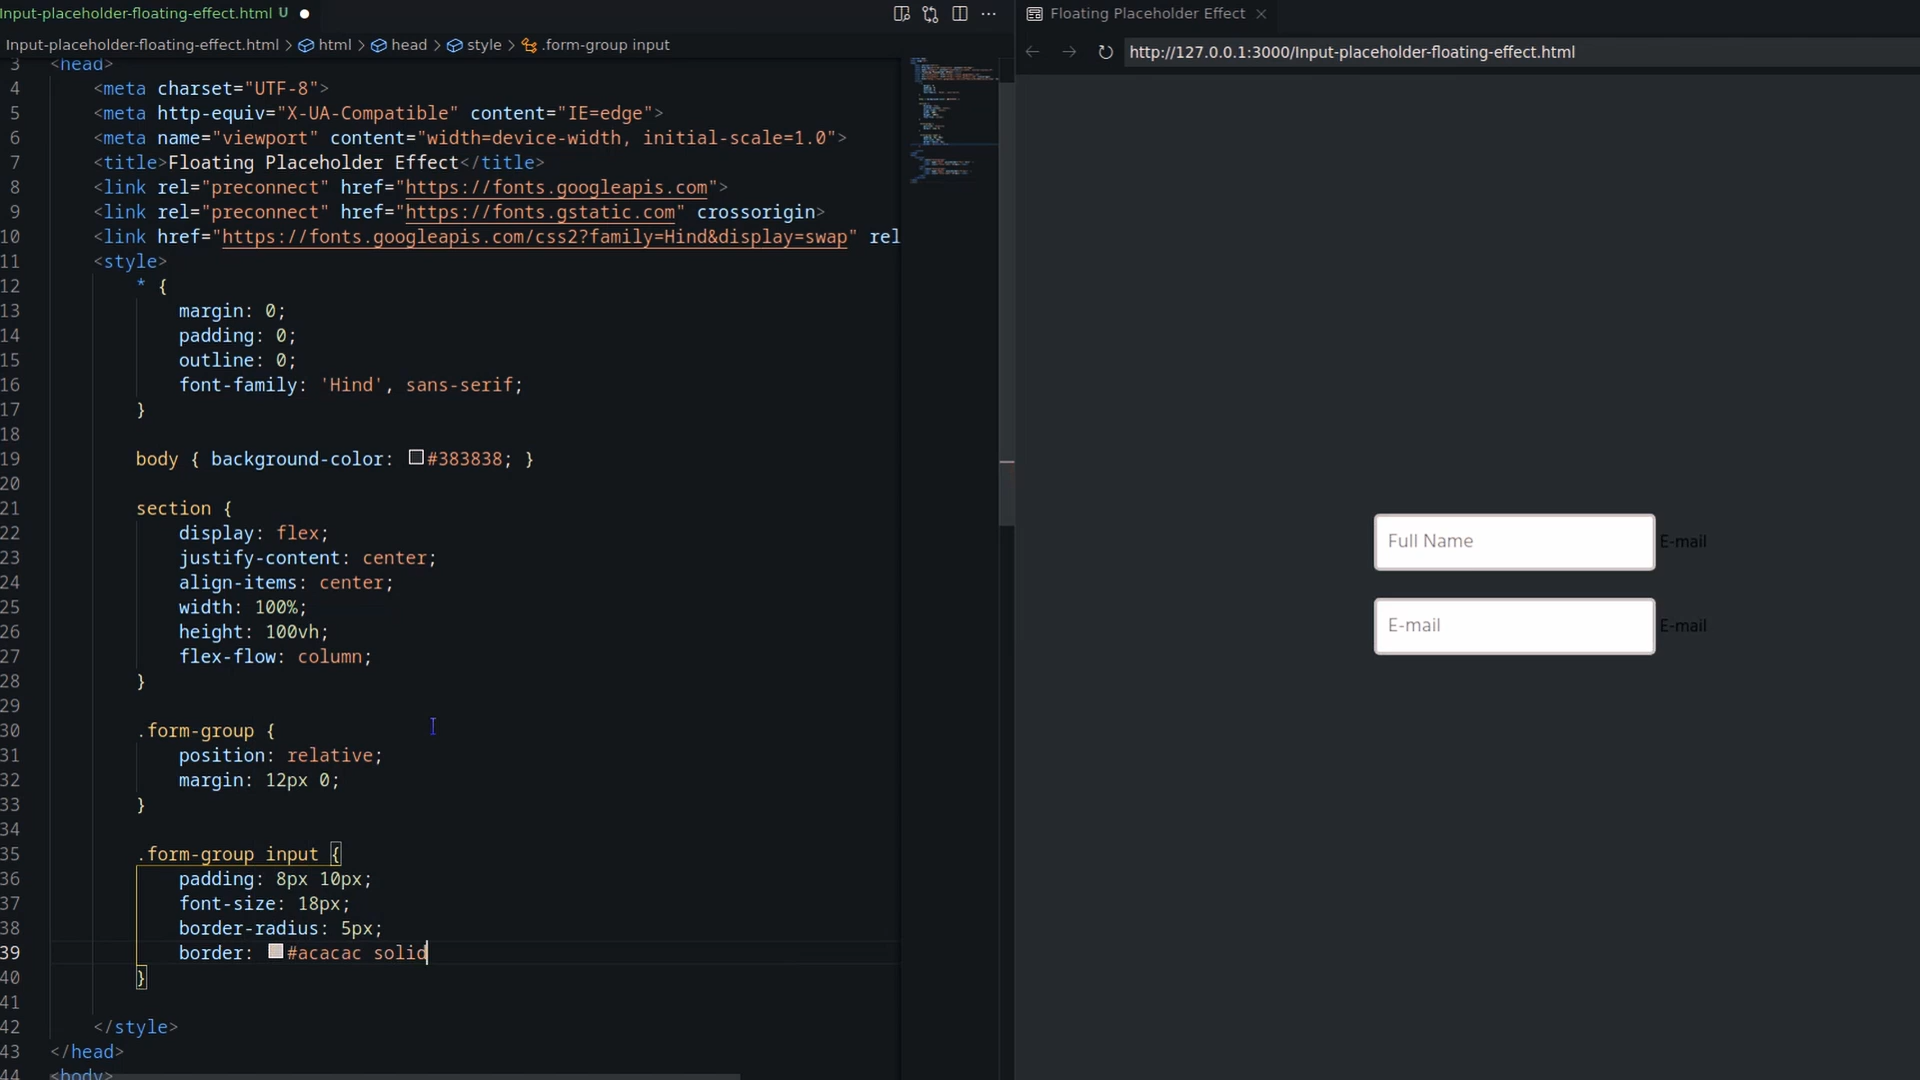 Input-placeholder-floating-effect.html U
Input-placeholder-floating-effect.html > html > head > style > .form-group input
3 <head>
4 <meta charset="UTF-8">
5 <meta http-equiv="X-UA-Compatible" content="IE=edge">
6 <meta name="viewport" content="width=device-width, initial-scale=1.0">
7 <title>Floating Placeholder Effect</title>
8 <link rel="preconnect" href="https://fonts.googleapis.com">
9 <link rel="preconnect" href="https://fonts.gstatic.com" crossorigin>
10 <link href="https://fonts.googleapis.com/css2?family=Hind&display=swap" rel
11 <style>
12 * {
13 margin: 0;
14 padding: 0;
15 outline: 0;
16 font-family: 'Hind', sans-serif;
17 }
18
19 body { background-color: #383838; }
20
21 section {
22 display: flex;
23 justify-content: center;
24 align-items: center;
25 width: 100%;
26 height: 100vh;
27 flex-flow: column;
28 }
29
30 .form-group {
31 position: relative;
32 margin: 12px 0;
33 }
34
35 .form-group input {
36 padding: 8px 10px;
37 font-size: 18px;
38 border-radius: 5px;
39 border: #acacac solid
40 }
41
42 </style>
43 </head>
44 <body>
Floating Placeholder Effect
http://127.0.0.1:3000/Input-placeholder-floating-effect.html
Full Name E-mail
E-mail E-mail